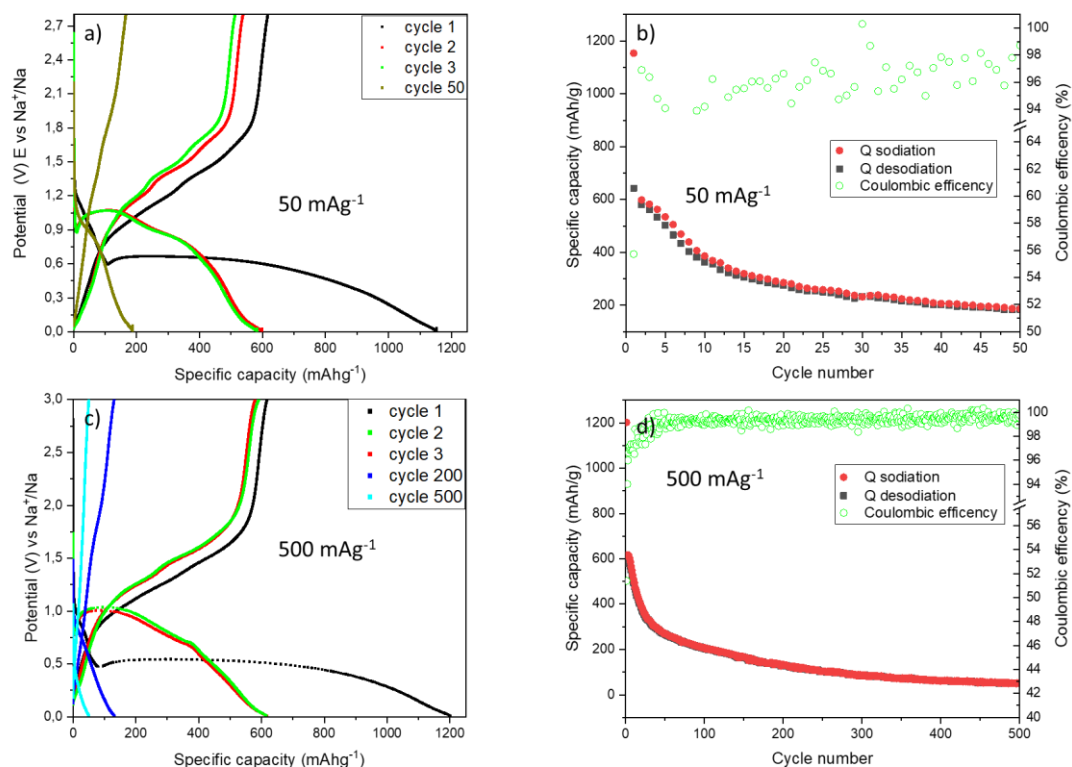 a)
cycle 1
cycle 2
cycle 3
cycle 50
50 mAg⁻¹
2,7
2,4
2,1
1,8
1,5
1,2
0,9
0,6
0,3
0,0
Potential (V) E vs Na⁺/Na
0 200 400 600 800 1000 1200
Specific capacity (mAhg⁻¹)
b)
1200
1000
800
600
400
200
Specific capacity (mAh/g)
50 mAg⁻¹
Q sodiation
Q desodiation
Coulombic efficency
100
98
96
94
60
58
56
54
52
50
Coulombic efficency (%)
0 5 10 15 20 25 30 35 40 45 50
Cycle number
c)
cycle 1
cycle 2
cycle 3
cycle 200
cycle 500
500 mAg⁻¹
3,0
2,5
2,0
1,5
1,0
0,5
0,0
Potential (V) vs Na⁺/Na
0 200 400 600 800 1000 1200
Specific capacity (mAhg⁻¹)
d)
1200
1000
800
600
400
200
0
Specific capacity (mAh/g)
500 mAg⁻¹
Q sodiation
Q desodiation
Coulombic efficency
100
98
96
94
56
54
52
50
48
46
44
42
40
Coulombic efficency (%)
0 100 200 300 400 500
Cycle number